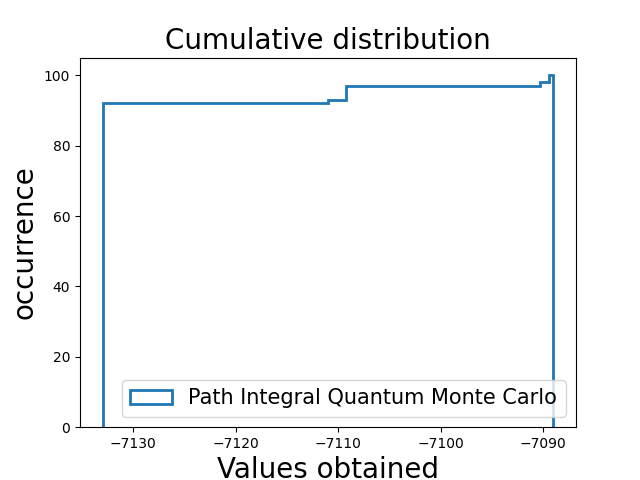 Cumulative distribution
occurrence
100
80
60
40
20
0
Path Integral Quantum Monte Carlo
−7130 −7120 −7110 −7100 −7090
Values obtained